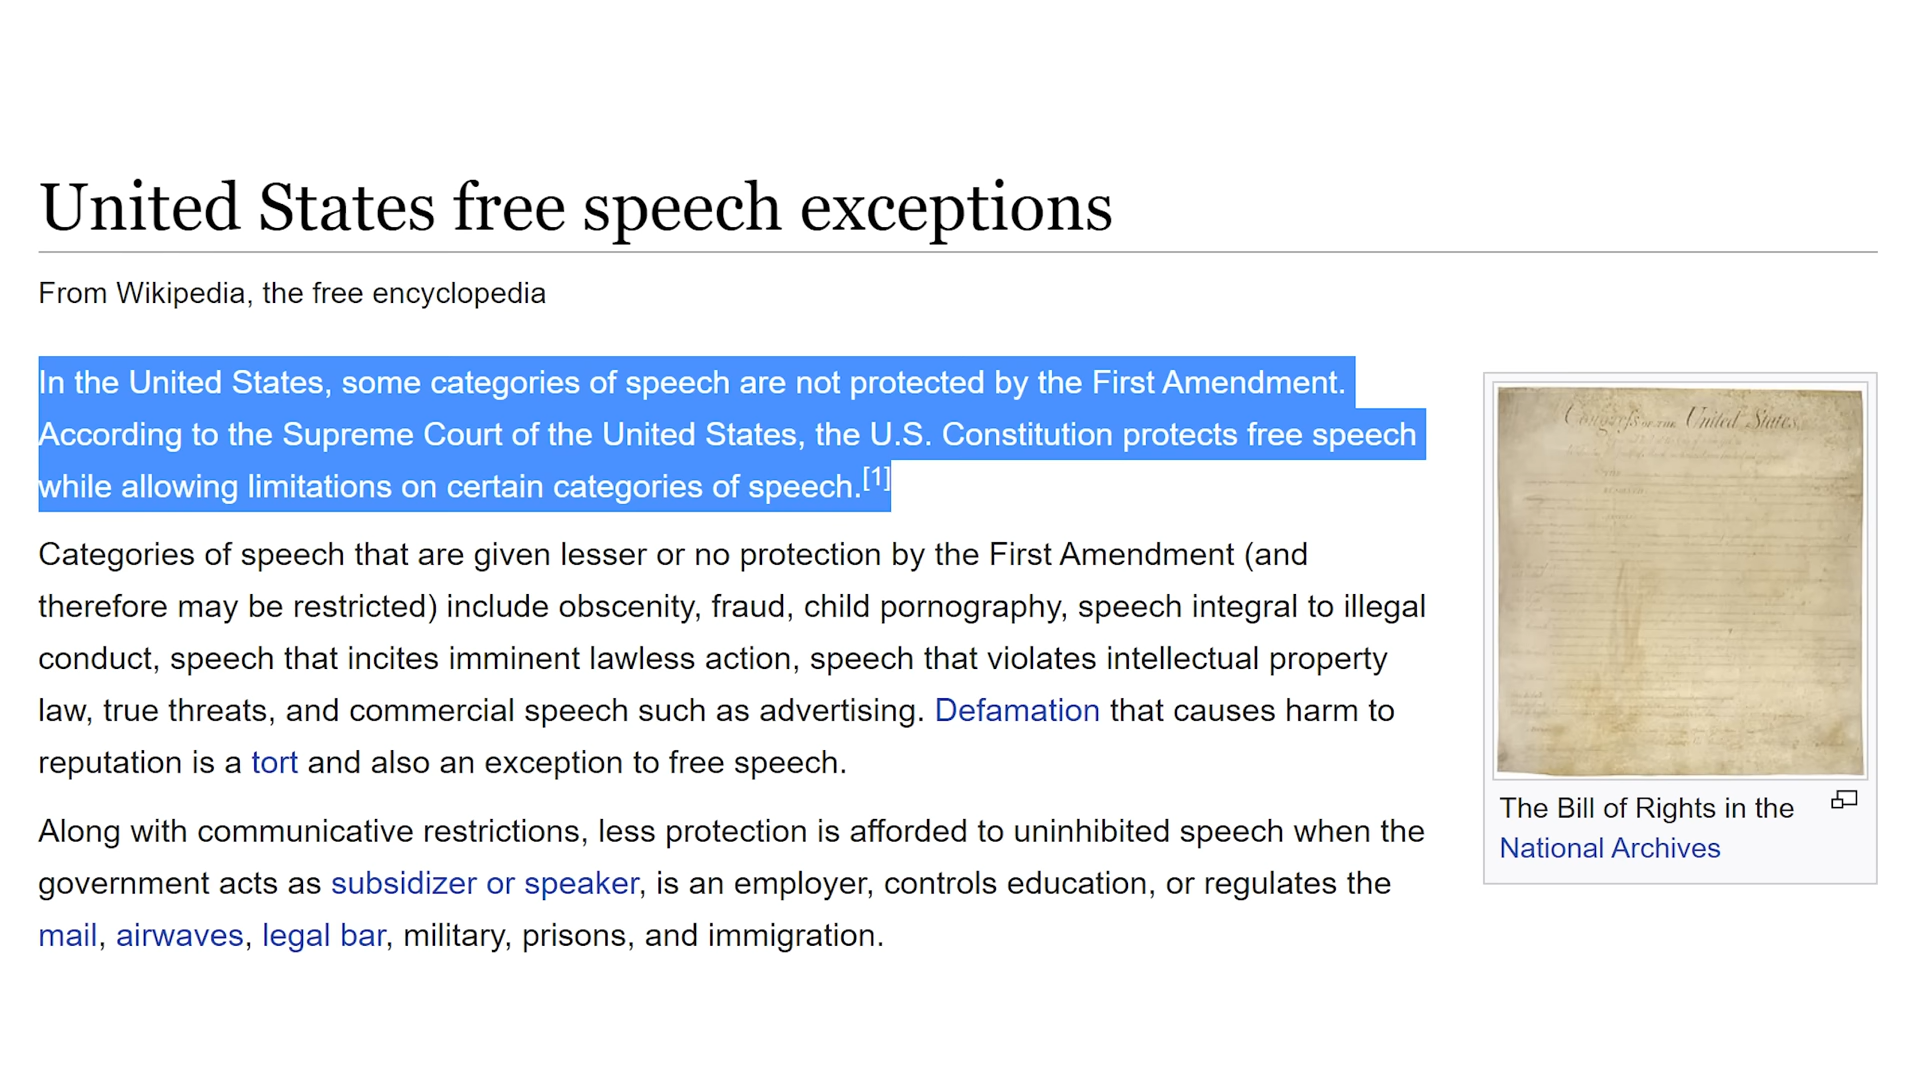 United States free speech exceptions
From Wikipedia, the free encyclopedia
In the United States, some categories of speech are not protected by the First Amendment.
According to the Supreme Court of the United States, the U.S. Constitution protects free speech
while allowing limitations on certain categories of speech.[1]
Categories of speech that are given lesser or no protection by the First Amendment (and
therefore may be restricted) include obscenity, fraud, child pornography, speech integral to illegal
conduct, speech that incites imminent lawless action, speech that violates intellectual property
law, true threats, and commercial speech such as advertising. Defamation that causes harm to
reputation is a tort and also an exception to free speech.
Along with communicative restrictions, less protection is afforded to uninhibited speech when the
government acts as subsidizer or speaker, is an employer, controls education, or regulates the
mail, airwaves, legal bar, military, prisons, and immigration.
Congress OF THE United States
The Bill of Rights in the
National Archives